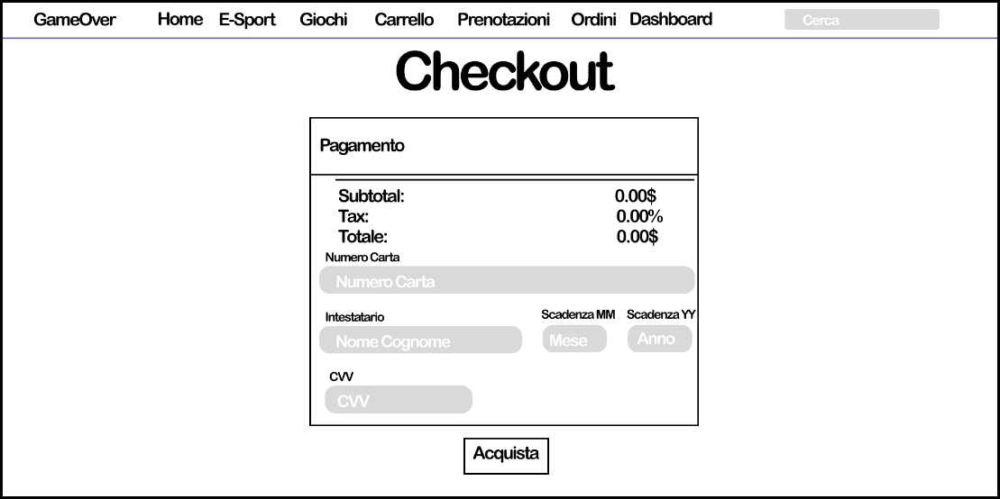 GameOver Home E-Sport Giochi Carrello Prenotazioni Ordini Dashboard Cerca
Checkout
Pagamento
Subtotal: 0.00$
Tax: 0.00%
Totale: 0.00$
Numero Carta
Numero Carta
Intestatario Scadenza MM Scadenza YY
Nome Cognome Mese Anno
CVV
CVV
Acquista